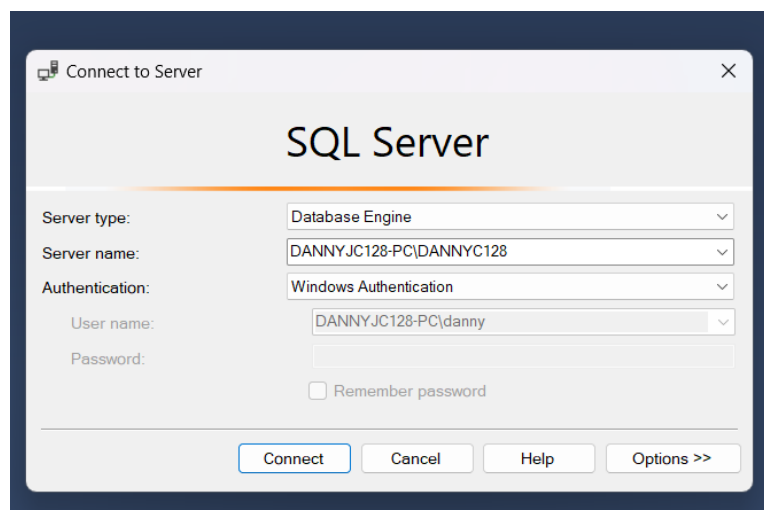 Connect to Server
SQL Server
Server type: Database Engine
Server name: DANNYJC128-PC\DANNYC128
Authentication: Windows Authentication
User name: DANNYJC128-PC\danny
Password:
Remember password
Connect Cancel Help Options >>